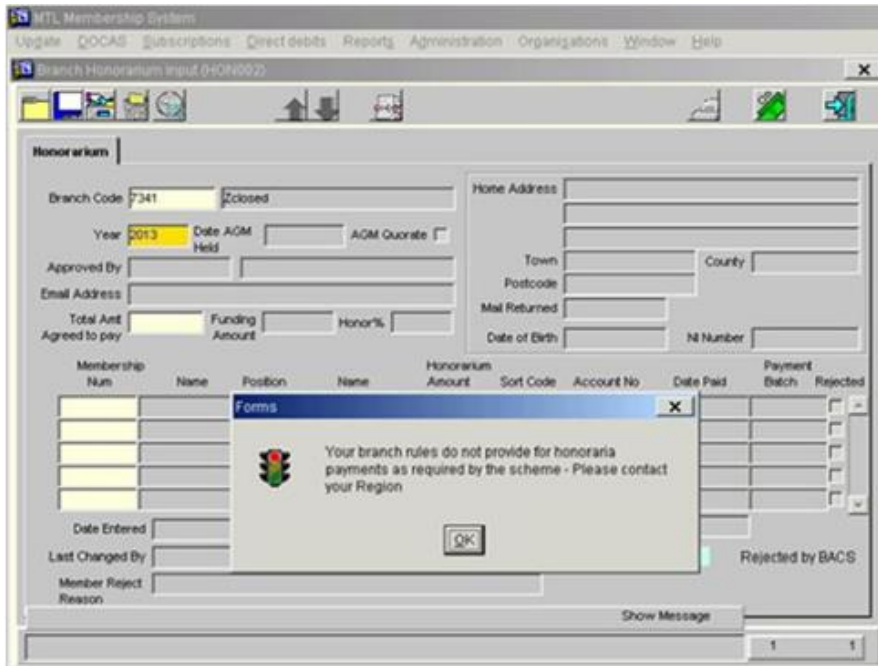 MTL Membership System
Update DOCAS Subscriptions Direct debits Reports Administration Organisations Window Help
Branch Honorarium input (HON002)
Honorarium
Branch Code 7341 Zclosed
Home Address
Year 2013 Date AGM Held AGM Quorate
Approved By
Town County
Email Address
Postcode
Mail Returned
Total Amt Agreed to pay Funding Amount Honor%
Date of Birth NI Number
Membership Num Name Position Name Honorarium Amount Sort Code Account No Date Paid Payment Batch Rejected
Forms
Your branch rules do not provide for honoraria
payments as required by the scheme - Please contact
your Region
OK
Date Entered
Last Changed By
Rejected by BACS
Member Reject Reason
Show Message
1 1